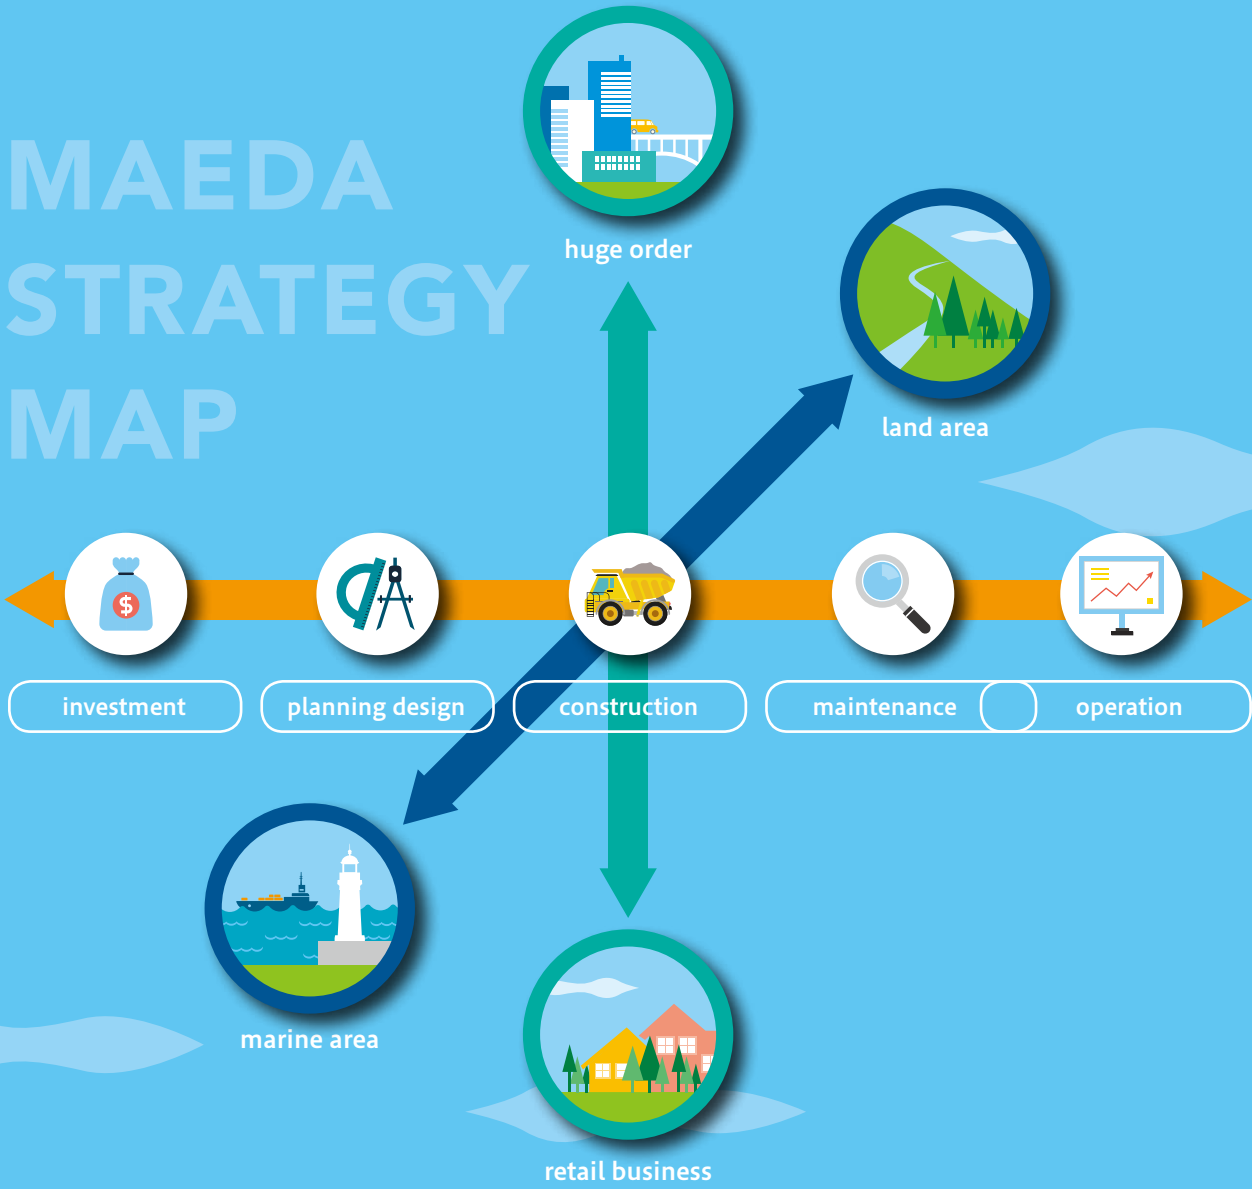 MAEDA
STRATEGY
MAP
huge order
land area
$
investment
planning design
construction
maintenance
operation
marine area
retail business